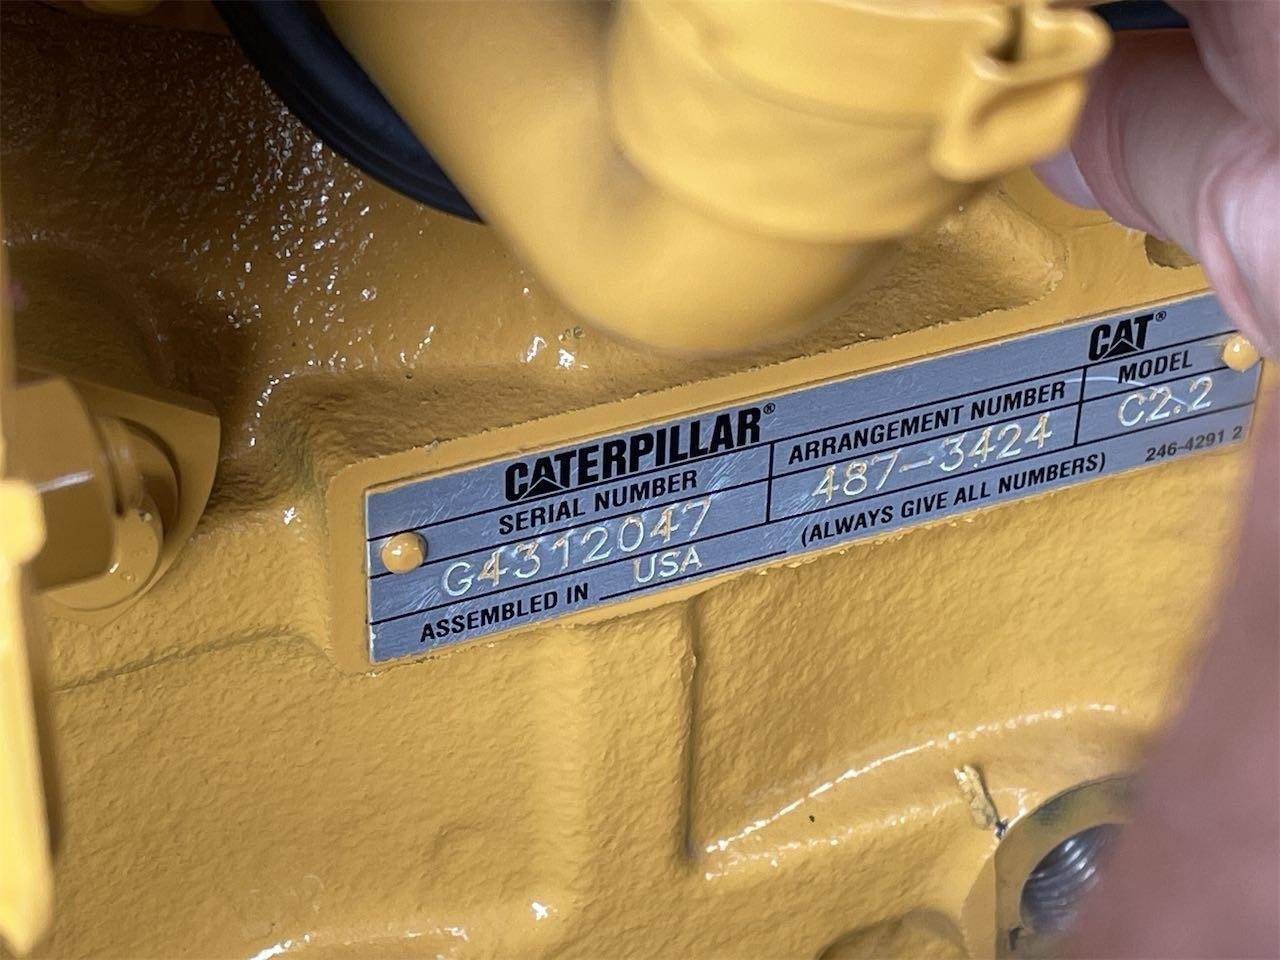 CATERPILLAR®
CAT®
SERIAL NUMBER
ARRANGEMENT NUMBER
MODEL
G4312047
487-3424
C2.2
ASSEMBLED IN USA
(ALWAYS GIVE ALL NUMBERS)
246-4291 2